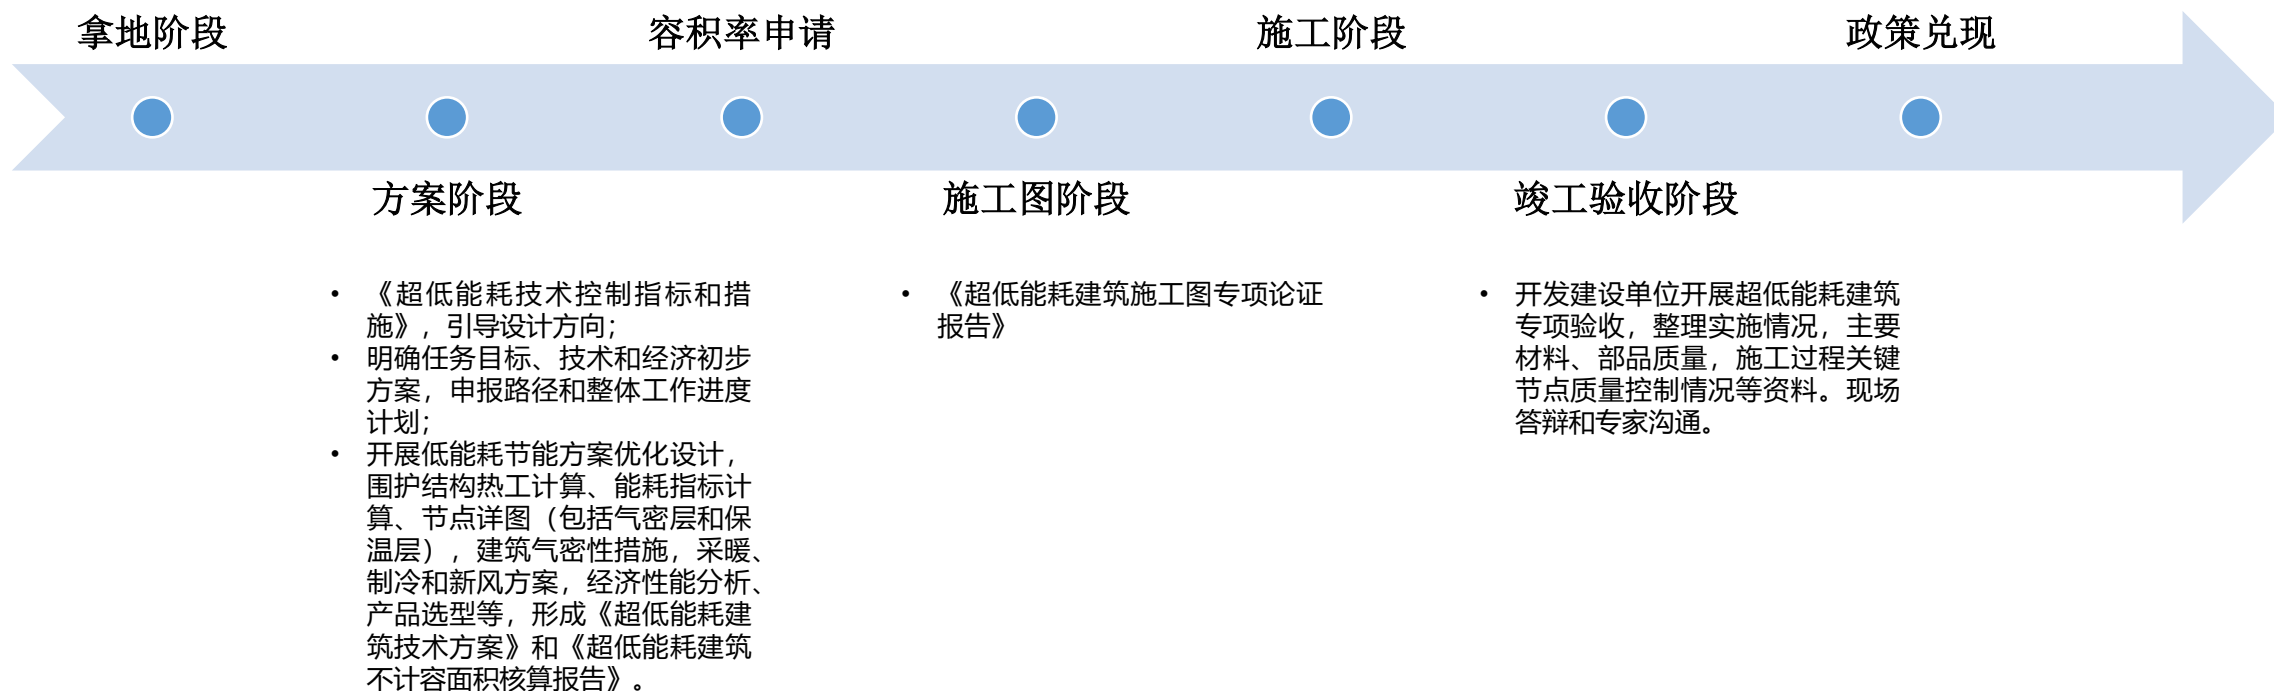 拿地阶段
容积率申请
施工阶段
政策兑现
方案阶段
施工图阶段
竣工验收阶段
• 《超低能耗技术控制指标和措
施》，引导设计方向；
• 明确任务目标、技术和经济初步
方案，申报路径和整体工作进度
计划；
• 开展低能耗节能方案优化设计，
围护结构热工计算、能耗指标计
算、节点详图（包括气密层和保
温层），建筑气密性措施，采暖、
制冷和新风方案，经济性能分析、
产品选型等，形成《超低能耗建
筑技术方案》和《超低能耗建筑
不计容面积核算报告》。
• 《超低能耗建筑施工图专项论证
报告》
• 开发建设单位开展超低能耗建筑
专项验收，整理实施情况，主要
材料、部品质量，施工过程关键
节点质量控制情况等资料。现场
答辩和专家沟通。